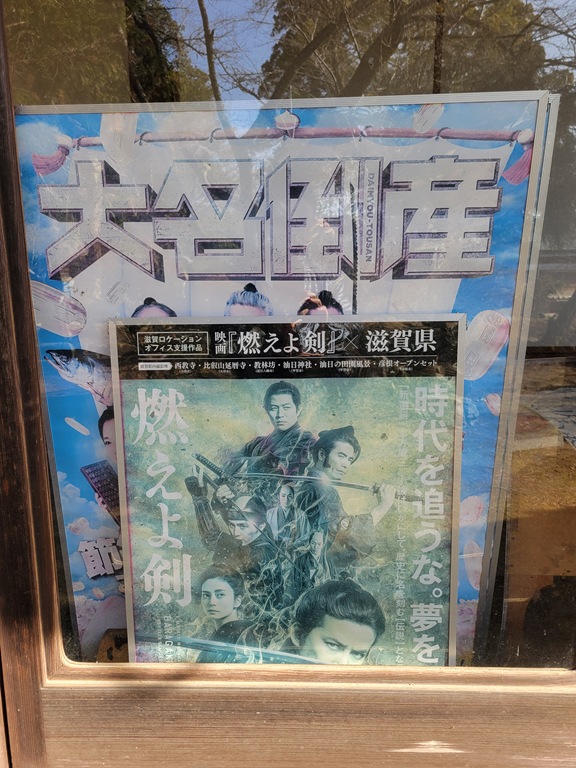 大名倒産
DAIMYOU-TOUSAN
滋賀ロケーション
オフィス支援作品
映画『燃えよ剣』×滋賀県
西教寺・比叡山延暦寺・教林坊・油日神社・油日の田園風景・彦根オープンセット
燃えよ剣
時代を追うな。夢を
節